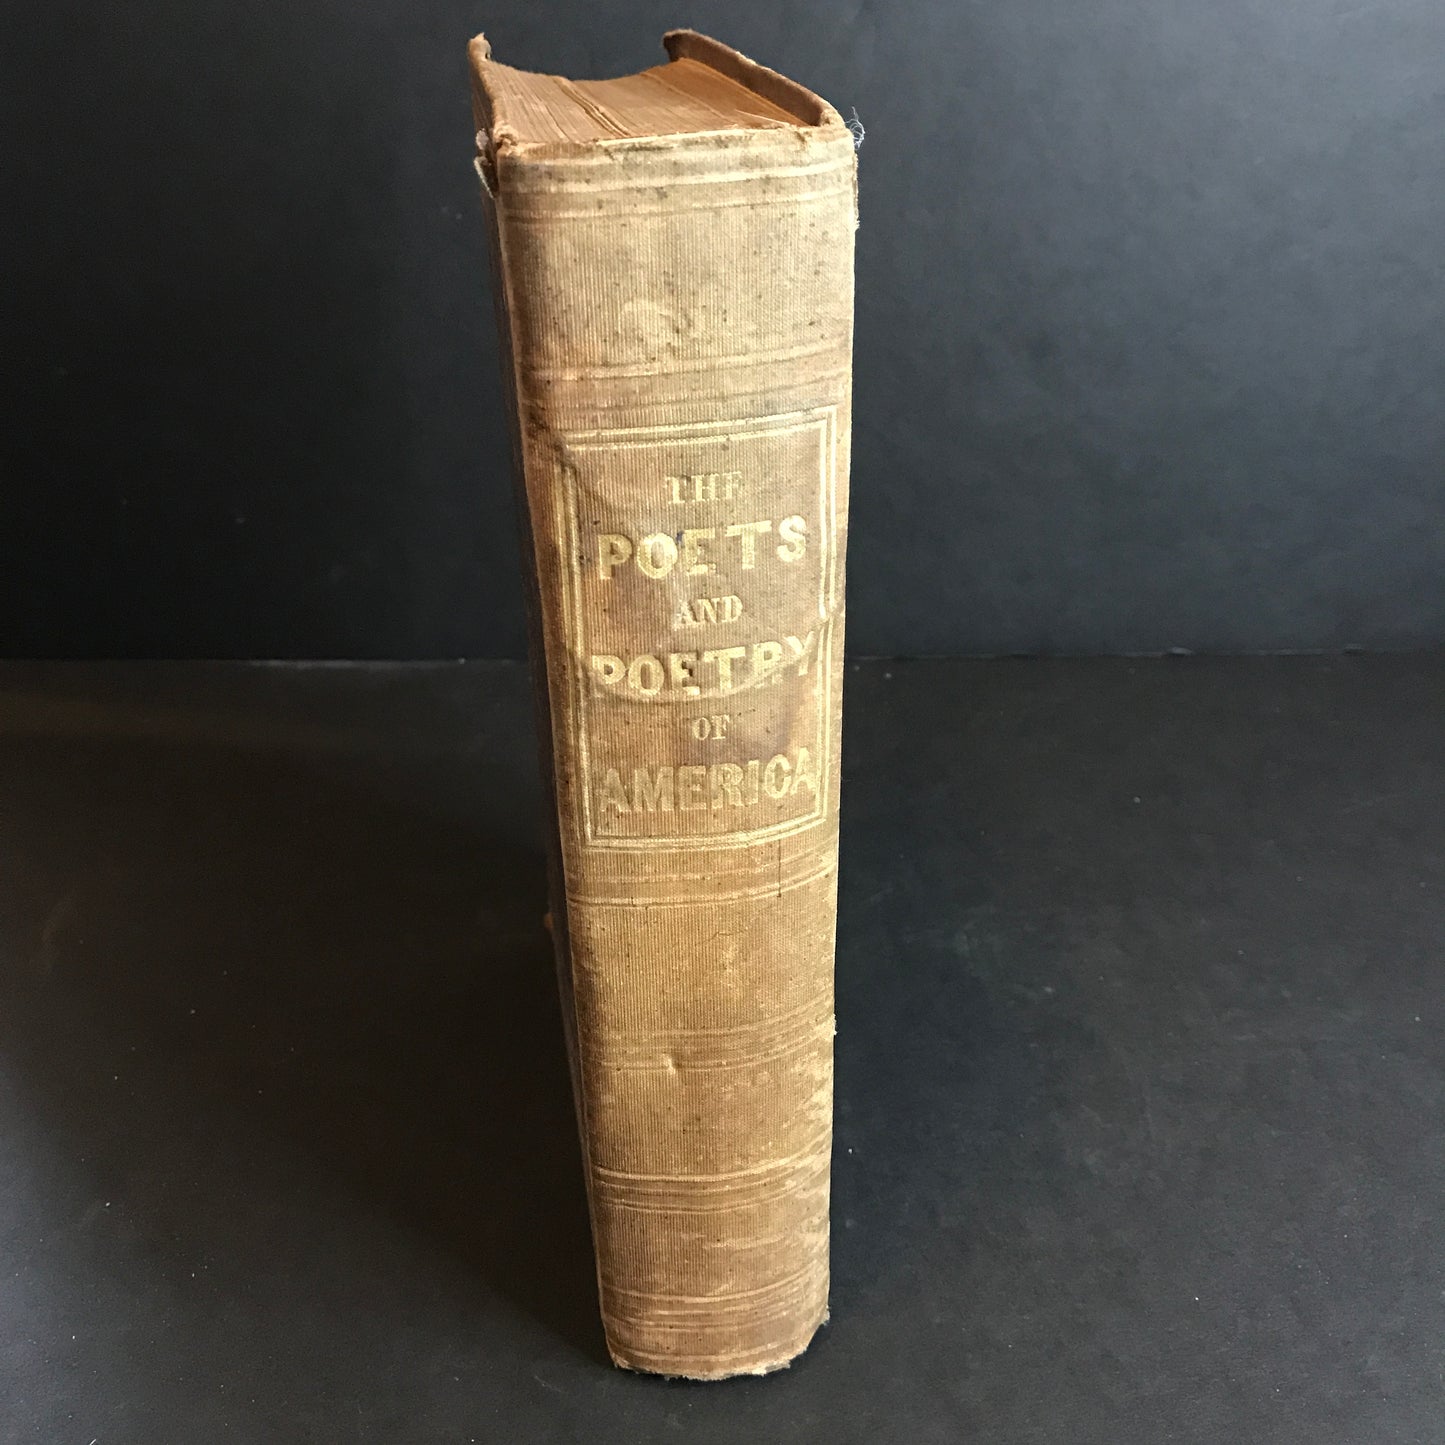 THE
POETS
AND
POETRY
OF
AMERICA